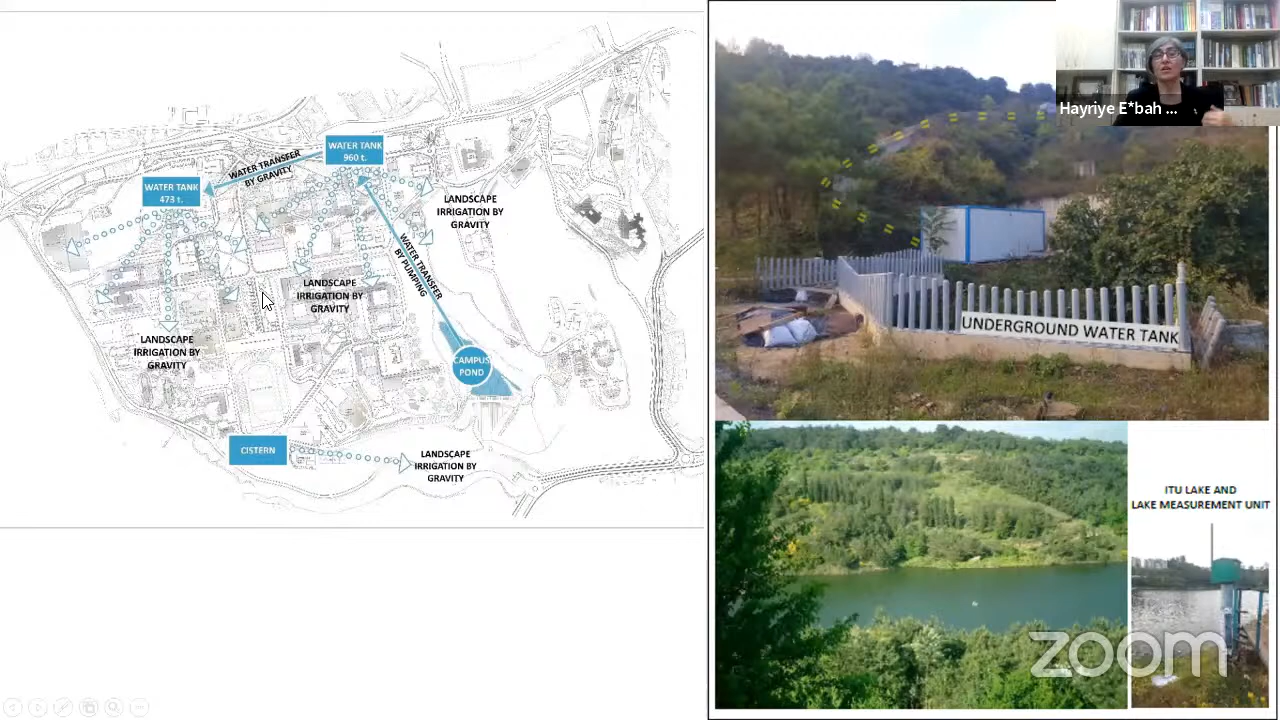 WATER TANK
960 t.
WATER TRANSFER
BY GRAVITY
WATER TANK
473 t.
LANDSCAPE
IRRIGATION BY
GRAVITY
WATER TRANSFER
BY PUMPING
LANDSCAPE
IRRIGATION BY
GRAVITY
LANDSCAPE
IRRIGATION BY
GRAVITY
CAMPUS
POND
CISTERN
LANDSCAPE
IRRIGATION BY
GRAVITY
Hayriye E*bah ...
UNDERGROUND WATER TANK
ITU LAKE AND
LAKE MEASUREMENT UNIT
zoom